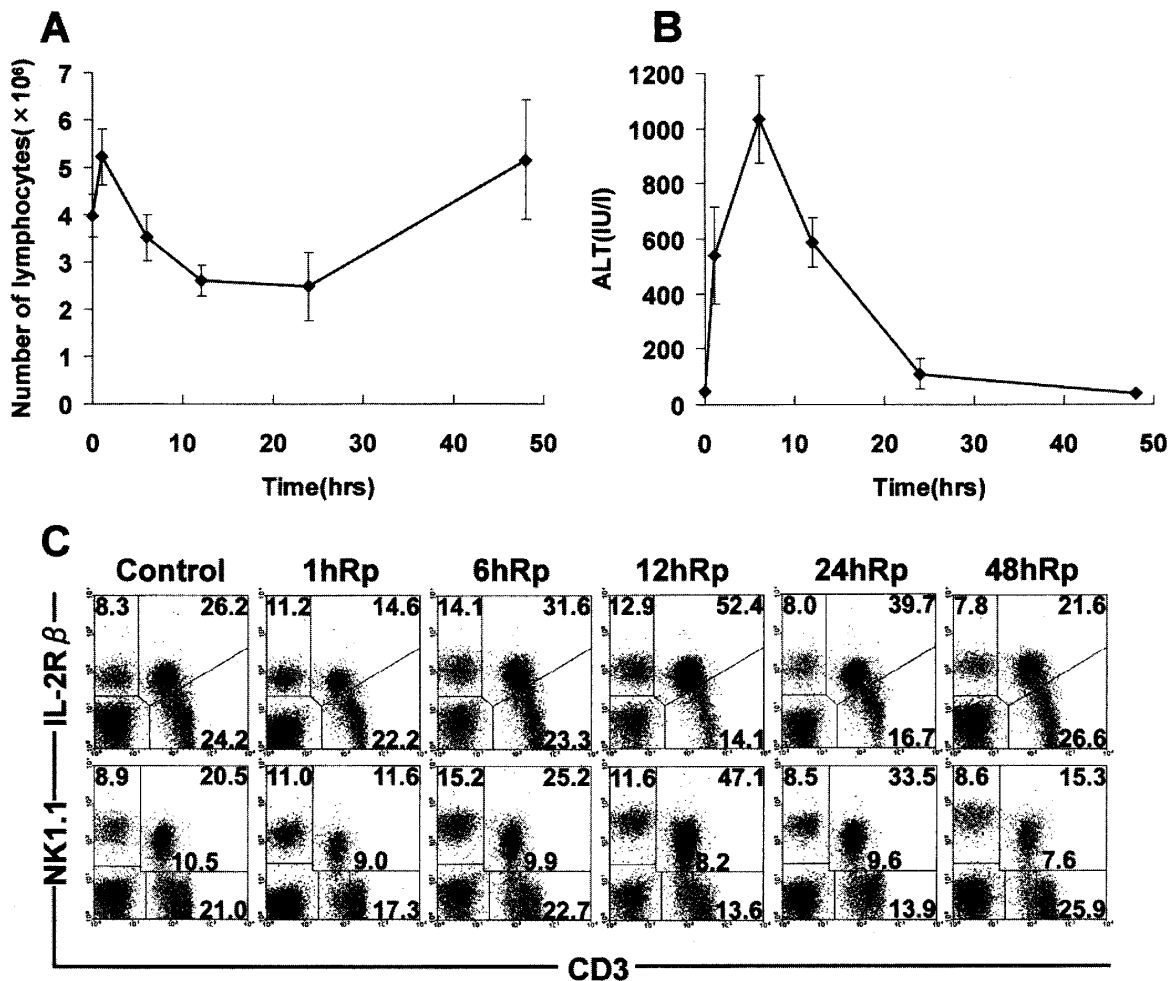 A
Number of lymphocytes( × 10⁶)
7
6
5
4
3
2
1
0
0 10 20 30 40 50
Time(hrs)
B
ALT(IU/l)
1200
1000
800
600
400
200
0
0 10 20 30 40 50
Time(hrs)
C
Control 1hRp 6hRp 12hRp 24hRp 48hRp
IL-2R β
8.3 26.2 11.2 14.6 14.1 31.6 12.9 52.4 8.0 39.7 7.8 21.6
24.2 22.2 23.3 14.1 16.7 26.6
NK1.1
8.9 20.5 11.0 11.6 15.2 25.2 11.6 47.1 8.5 33.5 8.6 15.3
10.5 9.0 9.9 8.2 9.6 7.6
21.0 17.3 22.7 13.6 13.9 25.9
CD3